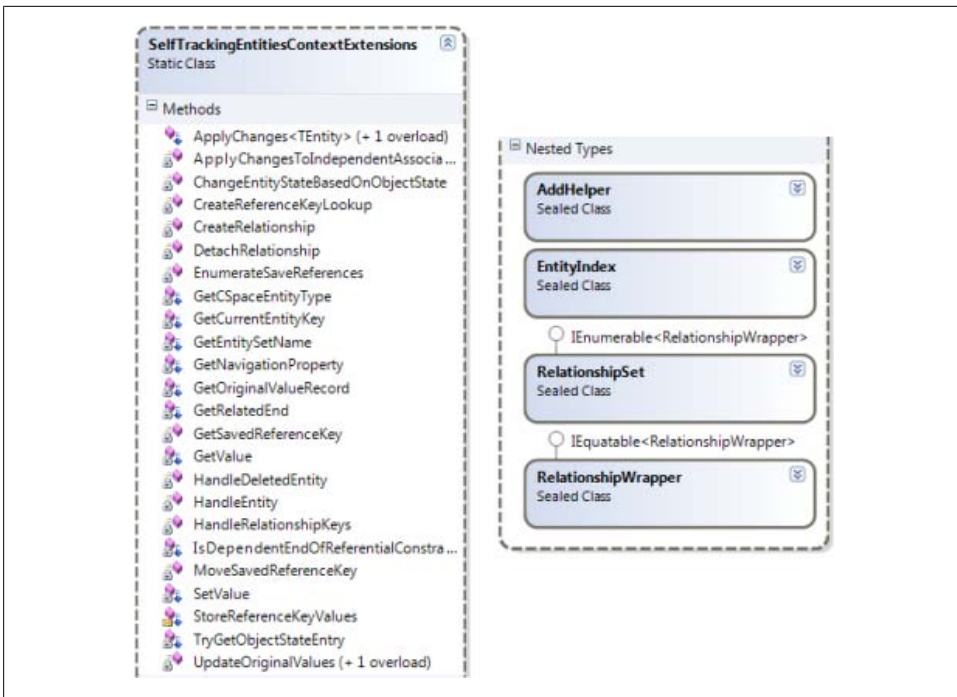 SelfTrackingEntitiesContextExtensions
Static Class
Methods
ApplyChanges<TEntity> (+ 1 overload)
ApplyChangesToIndependentAssocia...
ChangeEntityStateBasedOnObjectState
CreateReferenceKeyLookup
CreateRelationship
DetachRelationship
EnumerateSaveReferences
GetCSpaceEntityType
GetCurrentEntityKey
GetEntitySetName
GetNavigationProperty
GetOriginalValueRecord
GetRelatedEnd
GetSavedReferenceKey
GetValue
HandleDeletedEntity
HandleEntity
HandleRelationshipKeys
IsDependentEndOfReferentialConstra...
MoveSavedReferenceKey
SetValue
StoreReferenceKeyValues
TryGetObjectStateEntry
UpdateOriginalValues (+ 1 overload)
Nested Types
AddHelper
Sealed Class
EntityIndex
Sealed Class
IEnumerable<RelationshipWrapper>
RelationshipSet
Sealed Class
IEquatable<RelationshipWrapper>
RelationshipWrapper
Sealed Class